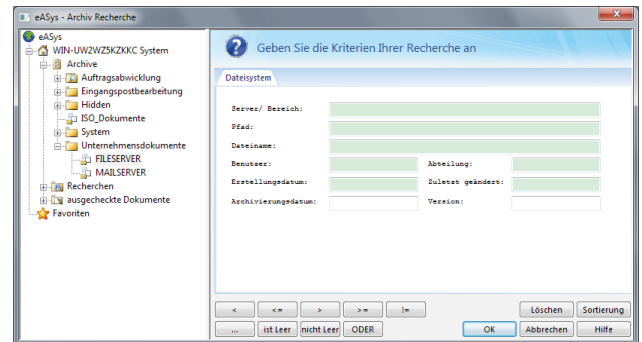 eASys - Archiv Recherche
eASys
WIN-UW2WZ5KZKKC System
Archive
Auftragsabwicklung
Eingangspostbearbeitung
Hidden
ISO_Dokumente
System
Unternehmensdokumente
FILESERVER
MAILSERVER
Recherchen
ausgecheckte Dokumente
Favoriten
Geben Sie die Kriterien Ihrer Recherche an
Dateisystem
Server/ Bereich:
Pfad:
Dateiname:
Benutzer: Abteilung:
Erstellungsdatum: Zuletzt geändert:
Archivierungsdatum: Version:
< <= > >= != Löschen Sortierung
... ist Leer nicht Leer ODER OK Abbrechen Hilfe